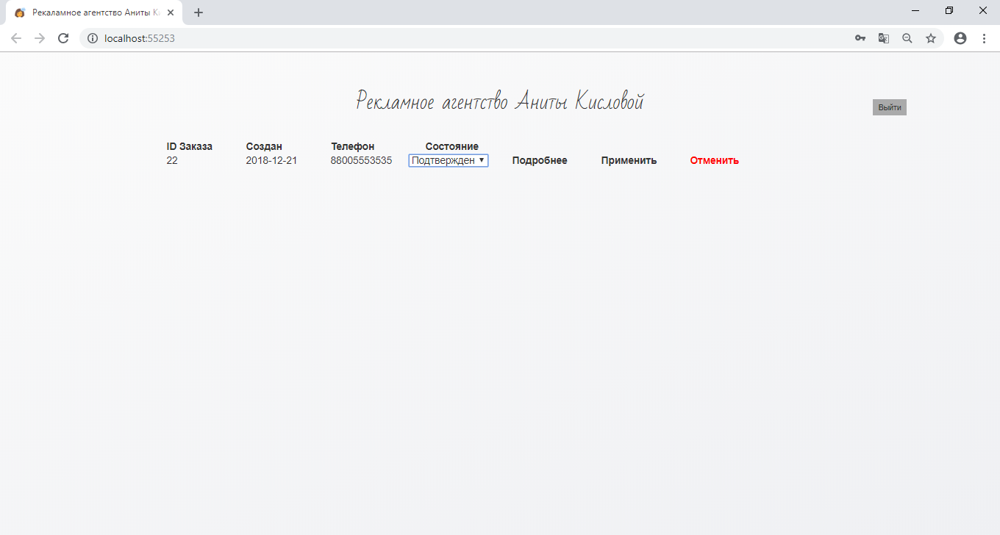 Рекаламное агентство Аниты К
localhost:55253
Рекламное агентство Аниты Кисловой
Выйти
ID Заказа Создан Телефон Состояние
22 2018-12-21 88005553535 Подтвержден Подробнее Применить Отменить